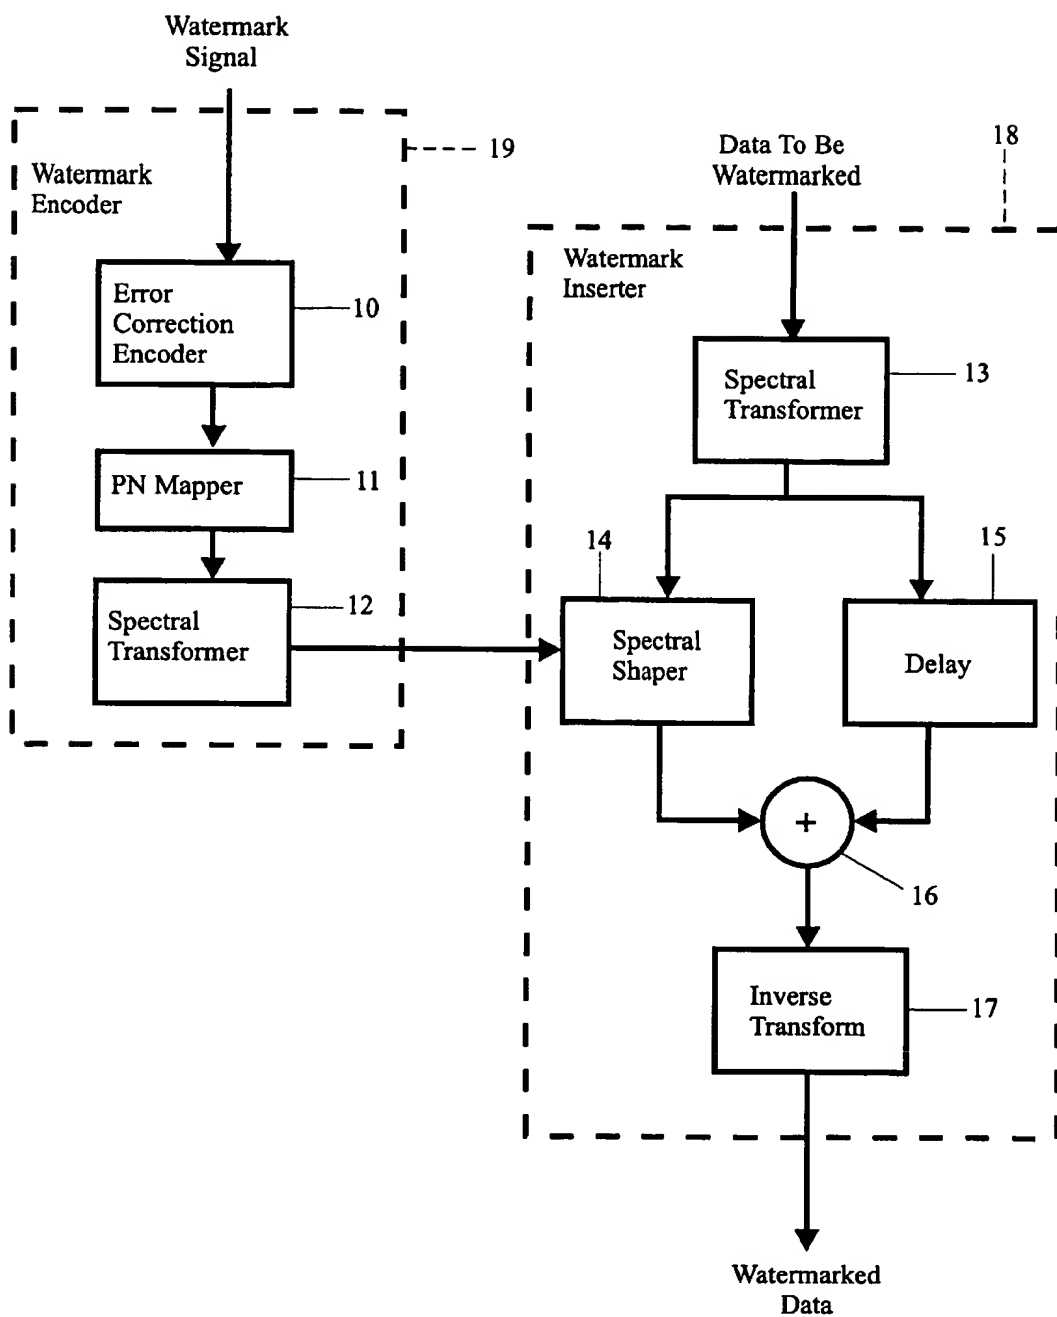 Watermark
Signal
19
Watermark
Encoder
Error
Correction
Encoder
10
PN Mapper
11
Spectral
Transformer
12
Data To Be
Watermarked
18
Watermark
Inserter
Spectral
Transformer
13
14
Spectral
Shaper
15
Delay
+
16
Inverse
Transform
17
Watermarked
Data